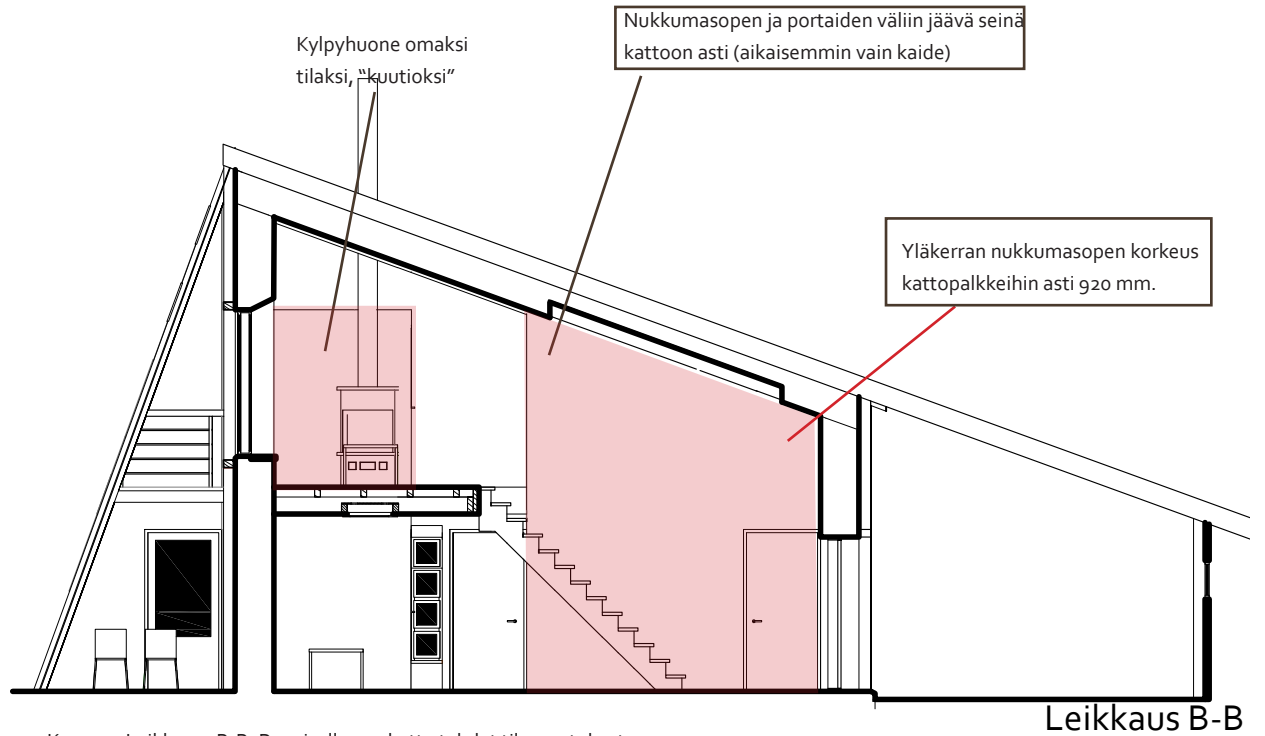 Nukkumasopen ja portaiden väliin jäävä seinä
kattoon asti (aikaisemmin vain kaide)
Kylpyhuone omaksi
tilaksi, "kuutioksi"
Yläkerran nukkumasopen korkeus
kattopalkkeihin asti 920 mm.
Leikkaus B-B